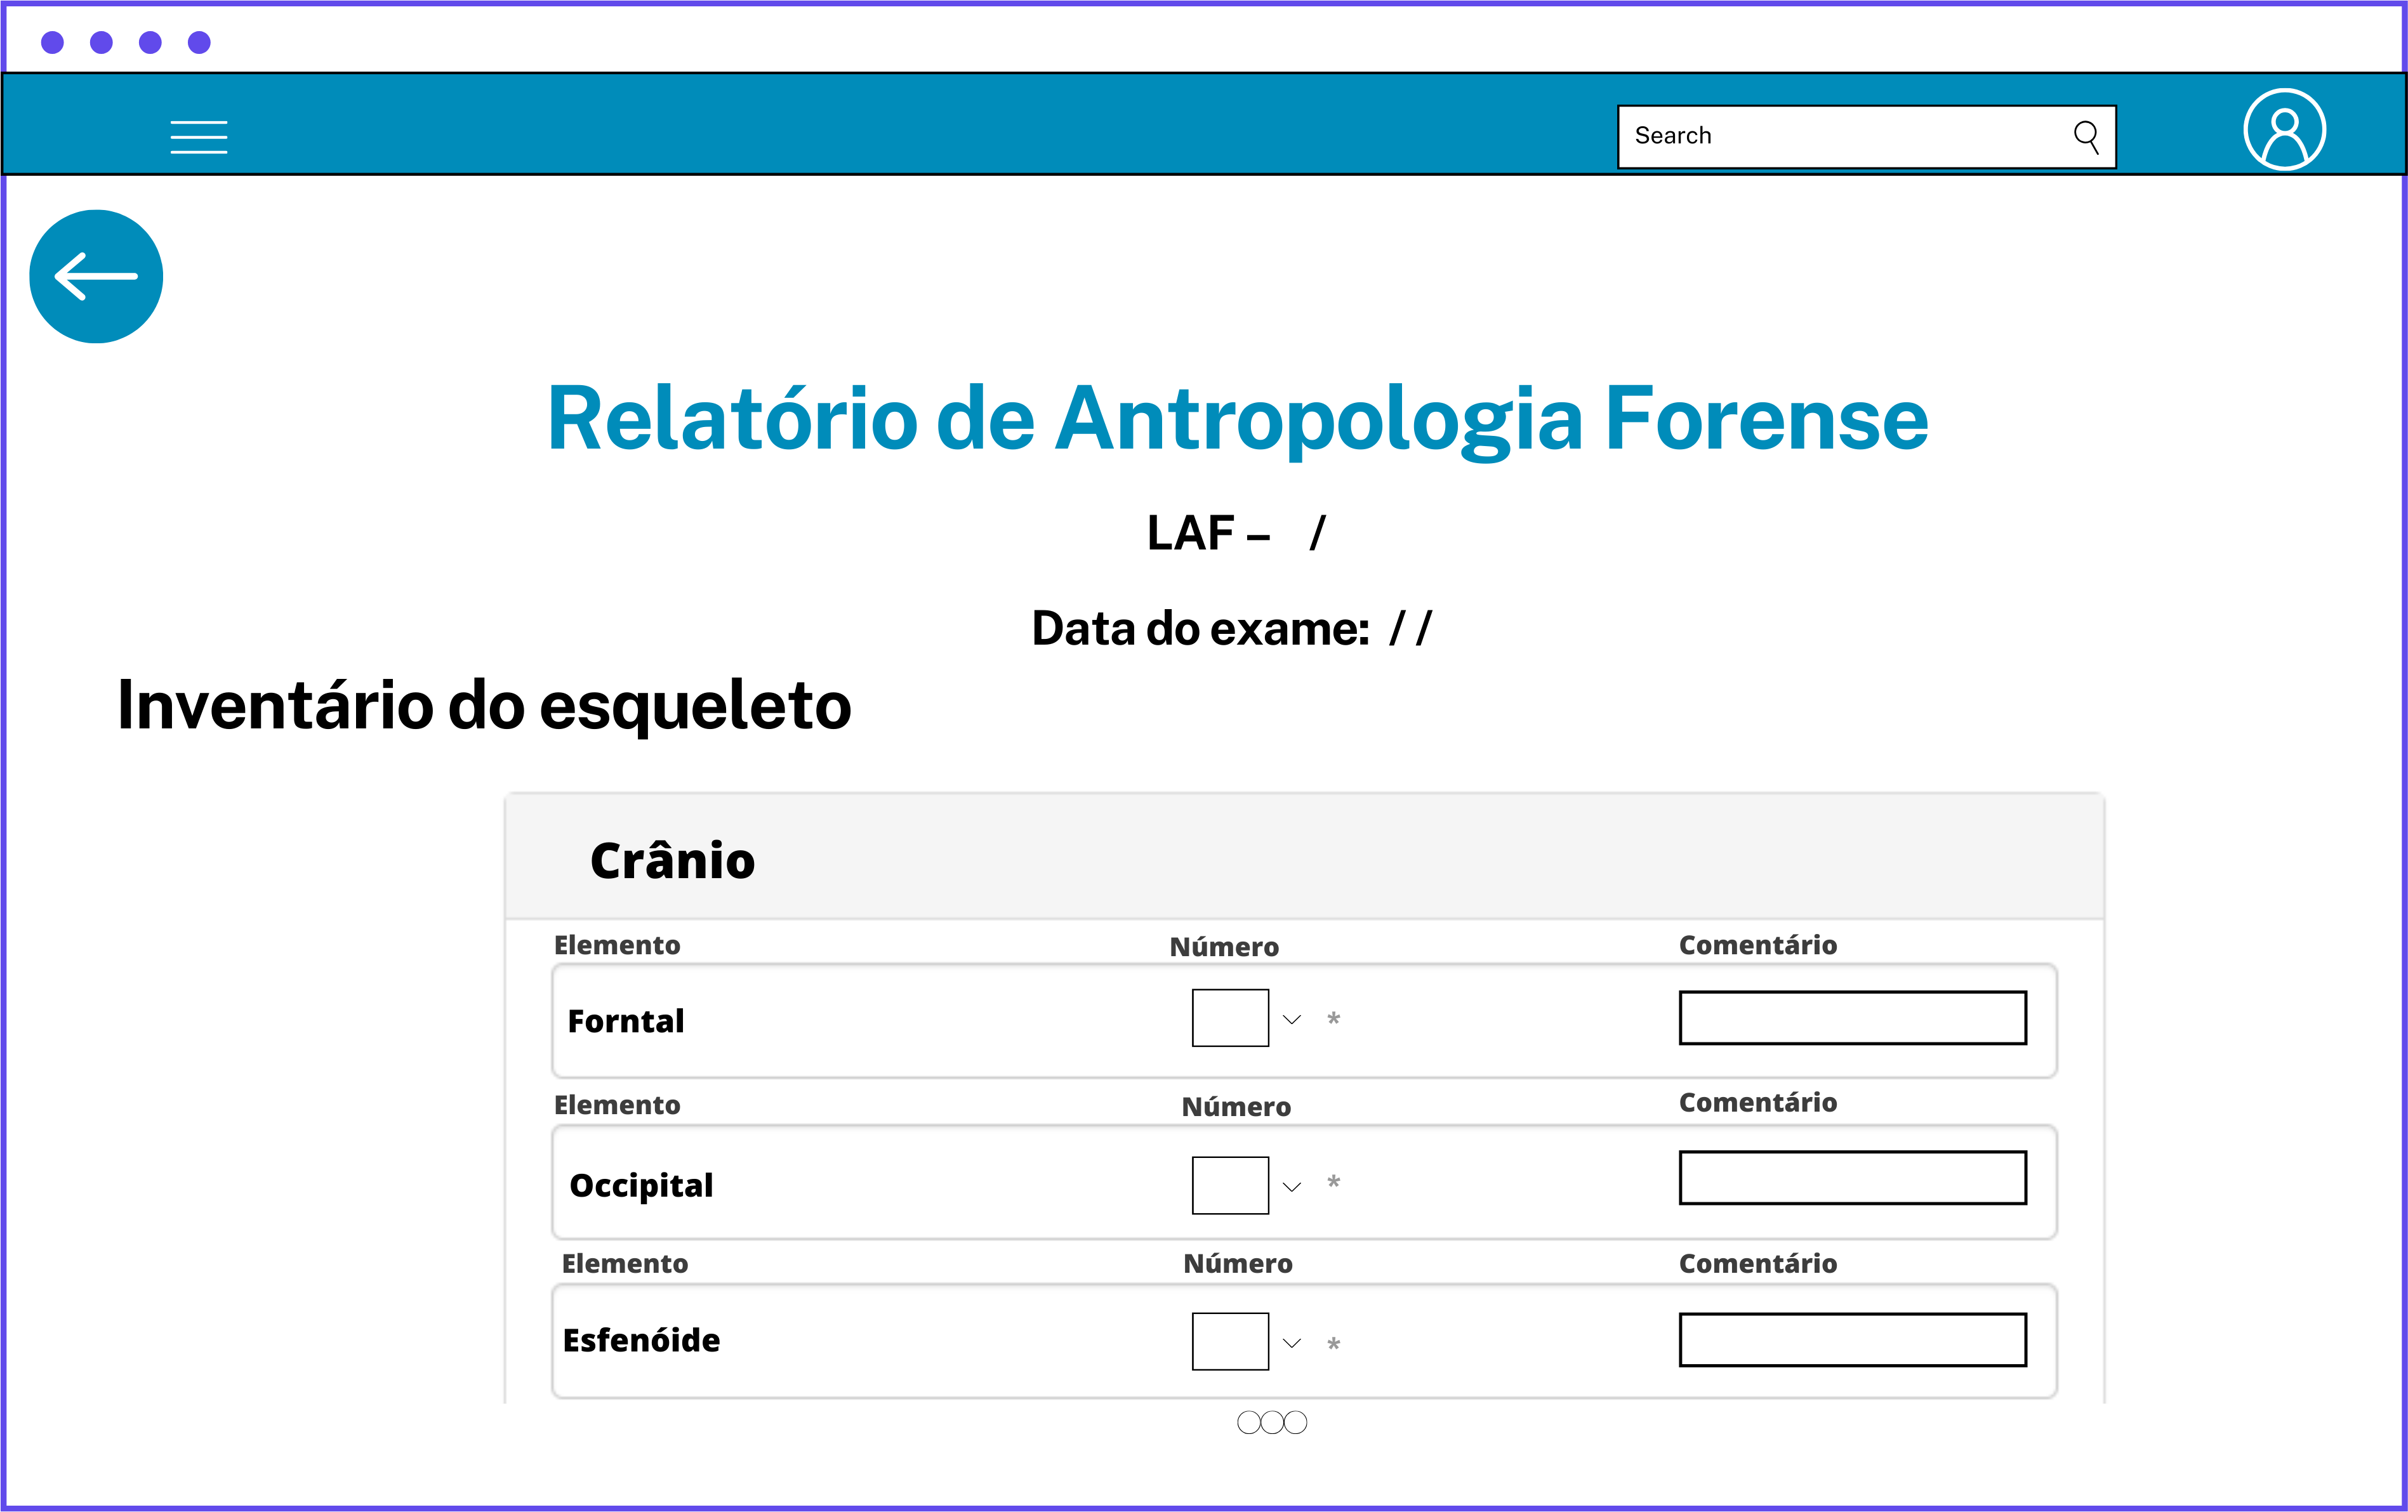 Search
Relatório de Antropologia Forense
LAF – /
Data do exame: / /
Inventário do esqueleto
Crânio
Elemento Número Comentário
Forntal *
Elemento Número Comentário
Occipital *
Elemento Número Comentário
Esfenóide *